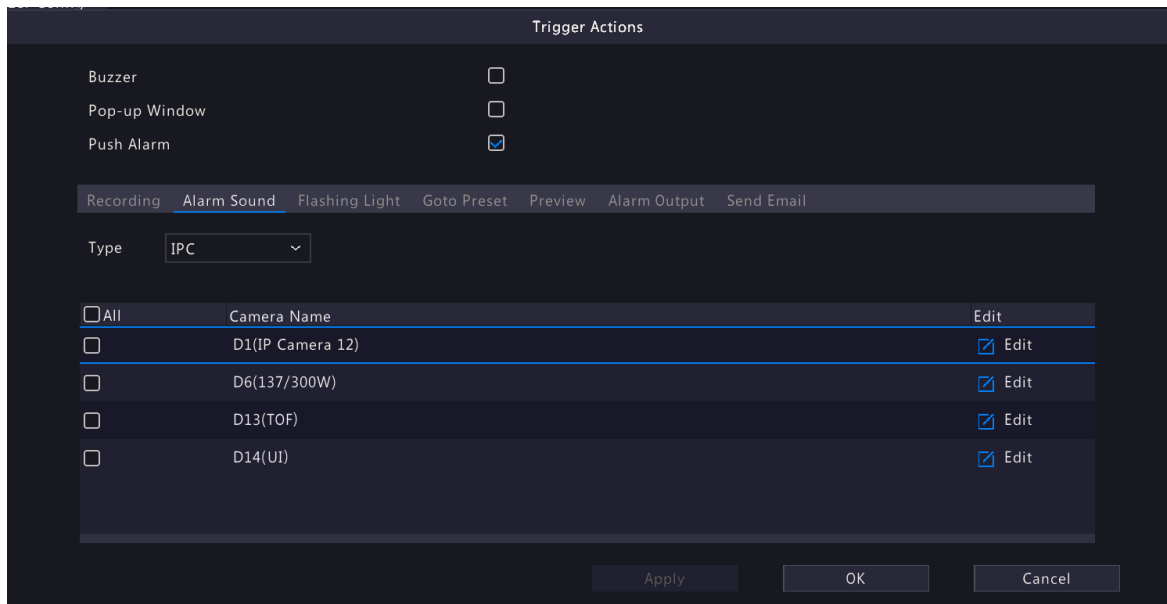 Trigger Actions
Buzzer
Pop-up Window
Push Alarm
Recording Alarm Sound Flashing Light Goto Preset Preview Alarm Output Send Email
Type IPC
All Camera Name Edit
D1(IP Camera 12) Edit
D6(137/300W) Edit
D13(TOF) Edit
D14(UI) Edit
Apply OK Cancel